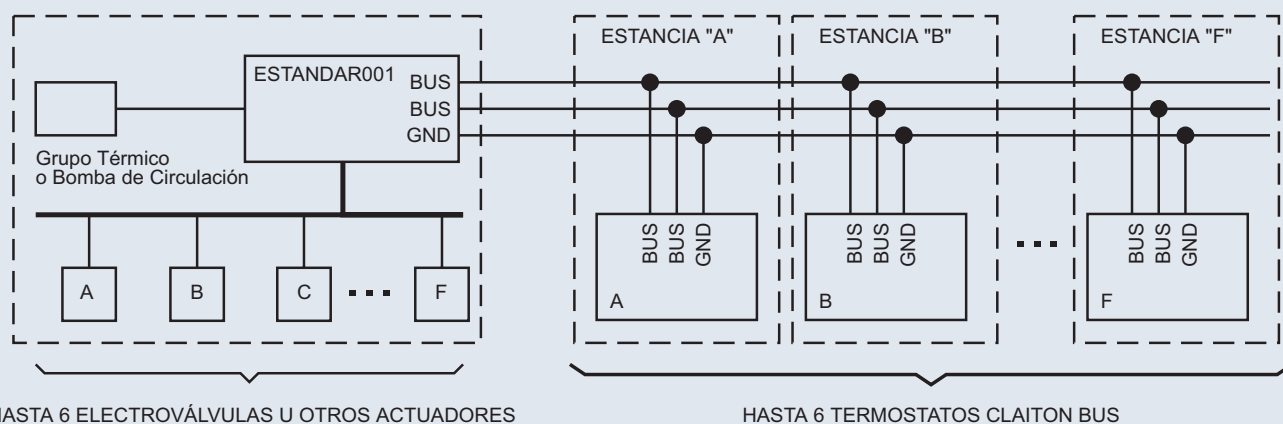 ESTANCIA "A"
ESTANCIA "B"
ESTANCIA "F"
ESTANDAR001
BUS
BUS
GND
Grupo Térmico
o Bomba de Circulación
BUS
BUS
GND
BUS
BUS
GND
BUS
BUS
GND
A
B
C
F
A
B
F
HASTA 6 ELECTROVÁLVULAS U OTROS ACTUADORES
HASTA 6 TERMOSTATOS CLAITON BUS